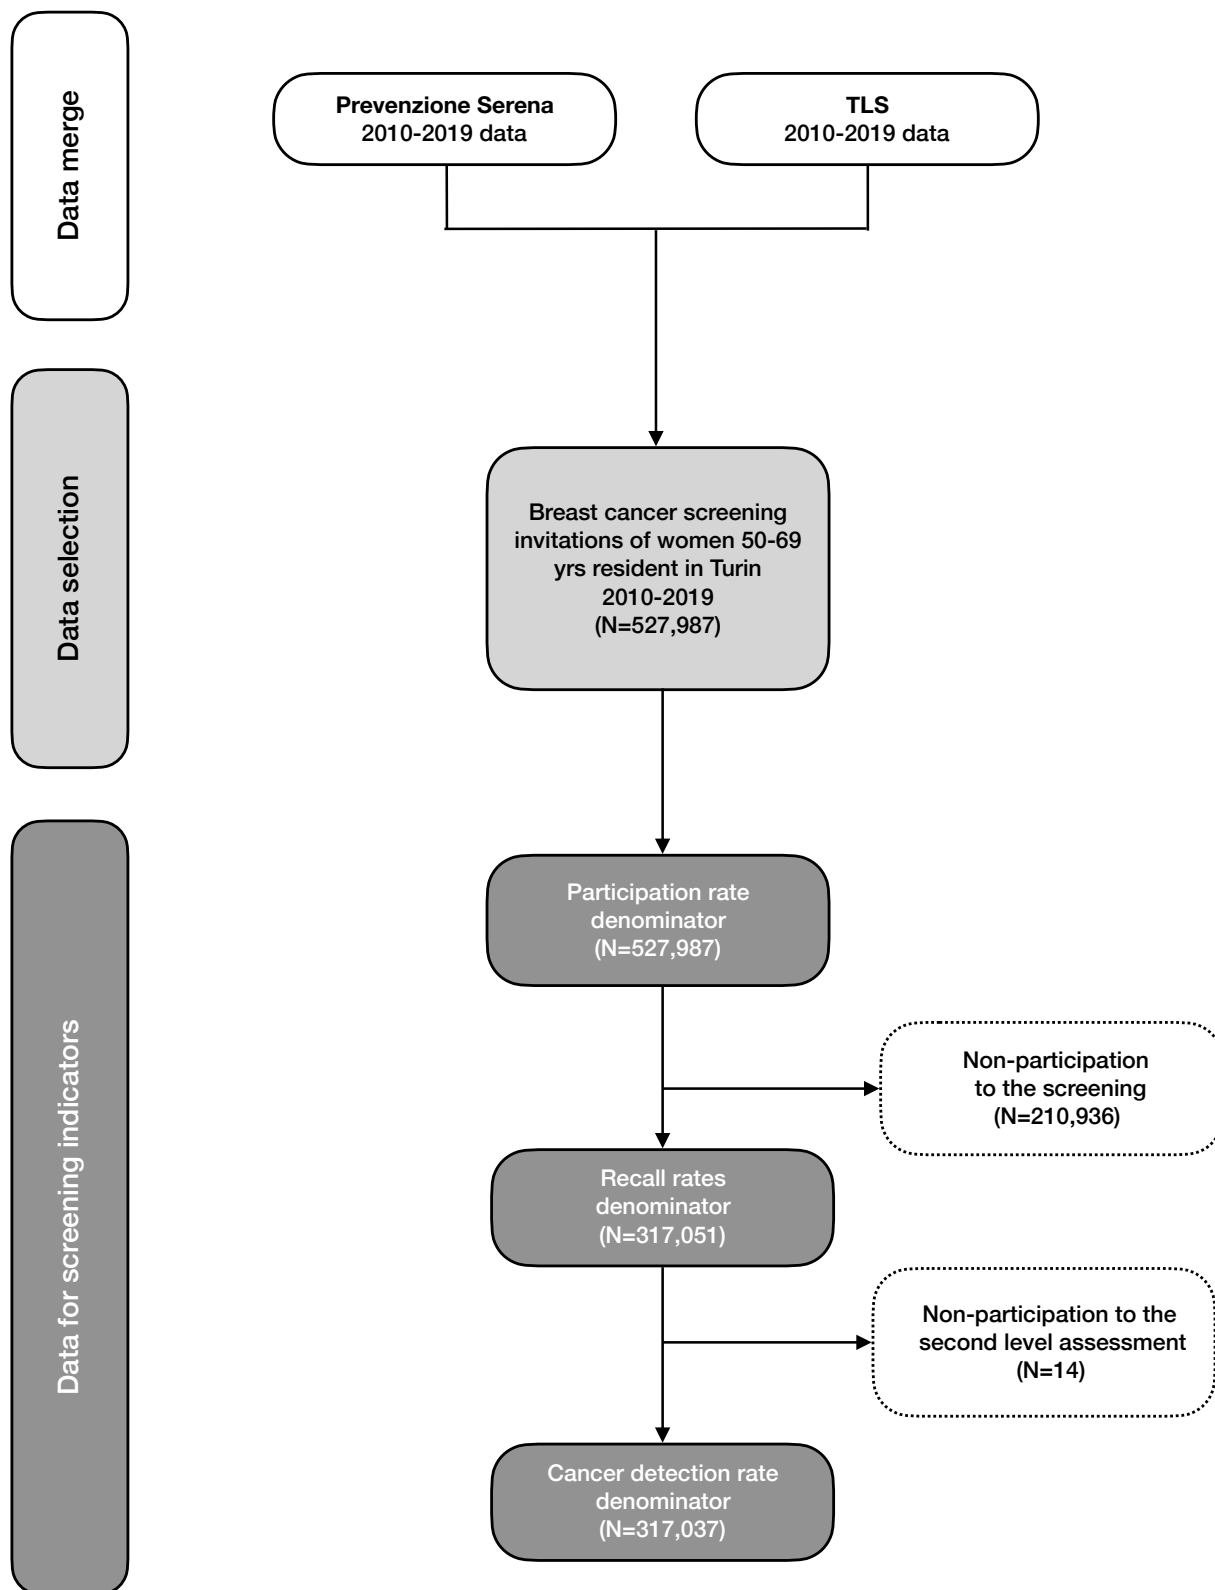 Data merge
Prevenzione Serena
2010-2019 data
TLS
2010-2019 data
Data selection
Breast cancer screening
invitations of women 50-69
yrs resident in Turin
2010-2019
(N=527,987)
Data for screening indicators
Participation rate
denominator
(N=527,987)
Non-participation
to the screening
(N=210,936)
Recall rates
denominator
(N=317,051)
Non-participation to the
second level assessment
(N=14)
Cancer detection rate
denominator
(N=317,037)